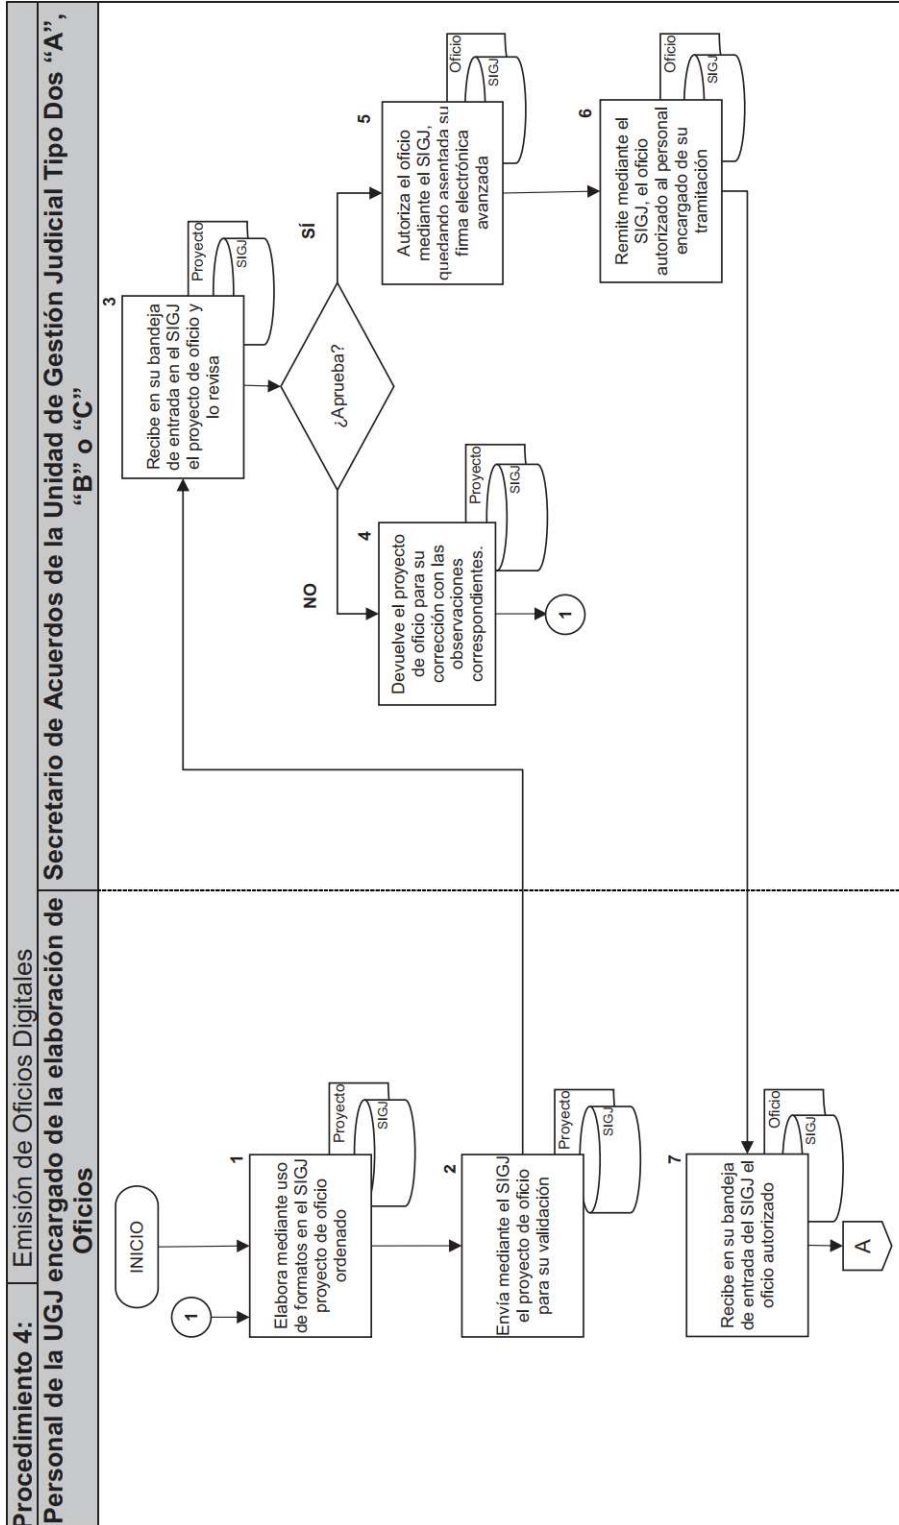 Procedimiento 4: Emisión de Oficios Digitales
Personal de la UGJ encargado de la elaboración de
Oficios
Secretario de Acuerdos de la Unidad de Gestión Judicial Tipo Dos “A”,
“B” o “C”
INICIO
1
1
Elabora mediante uso
de formatos en el SIGJ
proyecto de oficio
ordenado
Proyecto
SIGJ
2
Envía mediante el SIGJ
el proyecto de oficio
para su validación
Proyecto
SIGJ
3
Recibe en su bandeja
de entrada en el SIGJ
el proyecto de oficio y
lo revisa
Proyecto
SIGJ
¿Aprueba?
NO
SÍ
4
Devuelve el proyecto
de oficio para su
corrección con las
observaciones
correspondientes.
Proyecto
SIGJ
1
5
Autoriza el oficio
mediante el SIGJ,
quedando asentada su
firma electrónica
avanzada
Oficio
SIGJ
6
Remite mediante el
SIGJ, el oficio
autorizado al personal
encargado de su
tramitación
Oficio
SIGJ
7
Recibe en su bandeja
de entrada del SIGJ el
oficio autorizado
Oficio
SIGJ
A